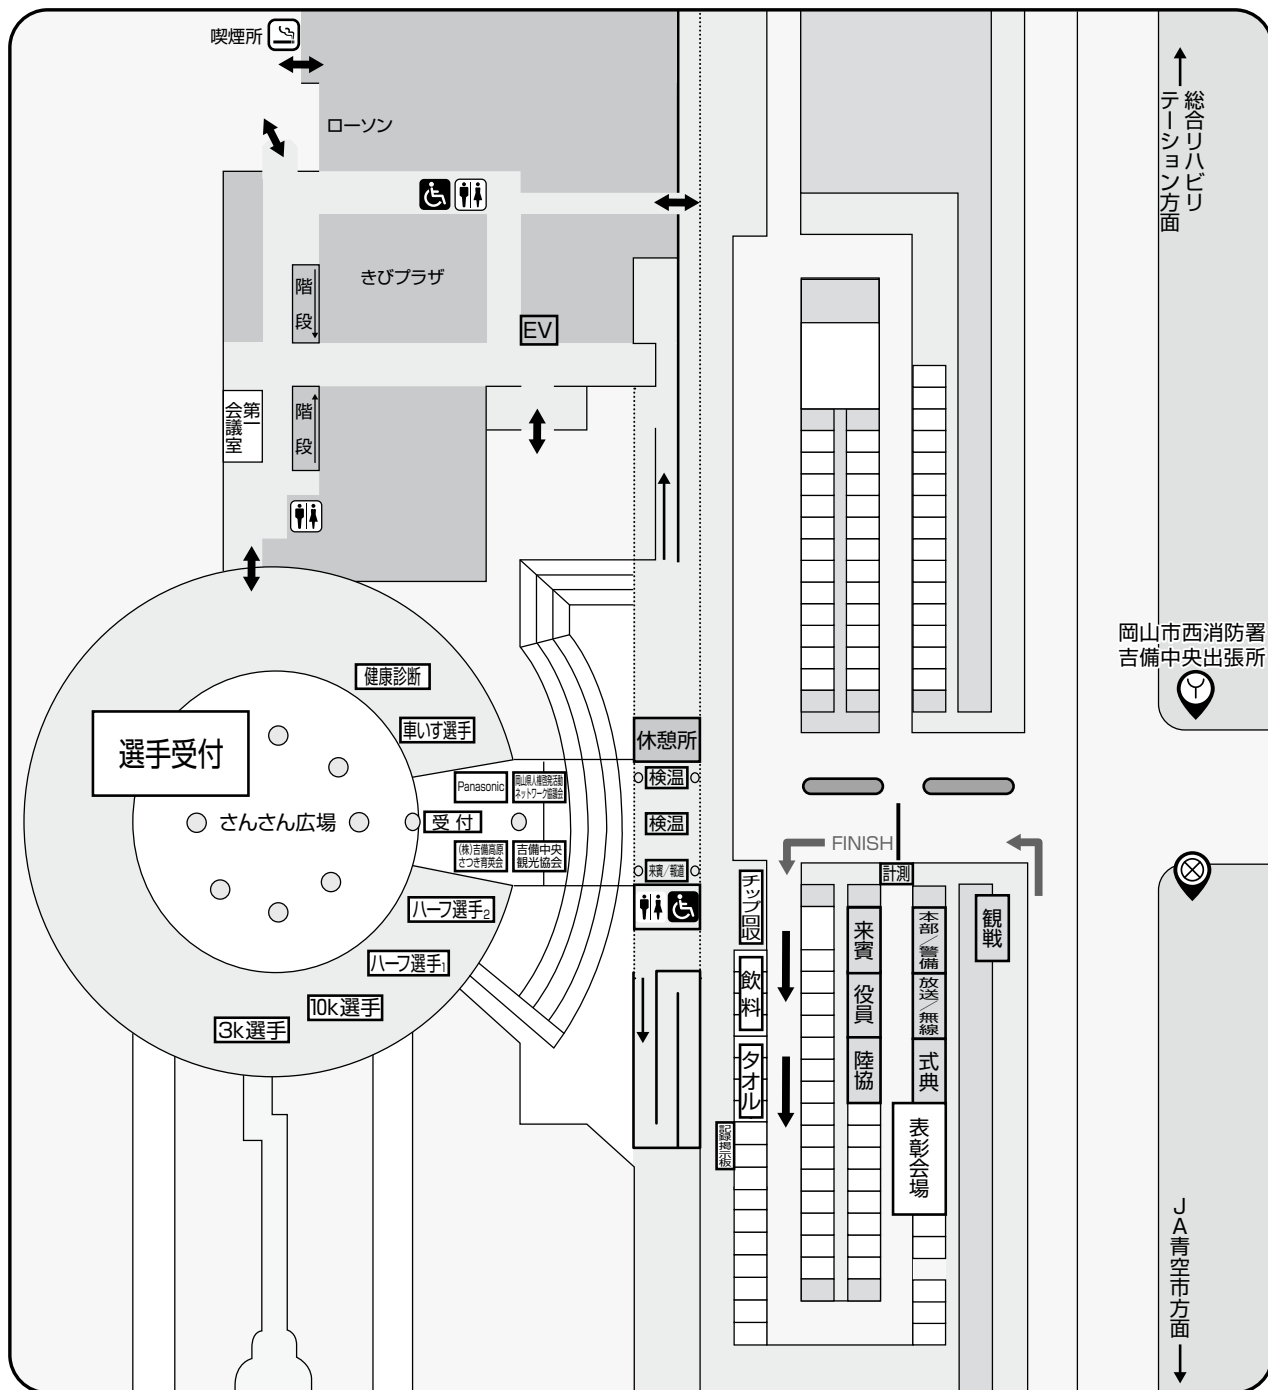 喫煙所
ローソン
きびプラザ
階段
EV
第一
会議室
階段
総合リハビリ
テーション方面
岡山市西消防署
吉備中央出張所
健康診断
車いす選手
選手受付
さんさん広場
Panasonic
岡山県人権啓発活動
ネットワーク協議会
受付
(株)吉備高原
さつき育英会
吉備中央
観光協会
ハーフ選手2
ハーフ選手1
10k選手
3k選手
休憩所
検温
検温
来賓/報道
FINISH
計測
チップ回収
飲料
タオル
記録掲示板
来賓
役員
陸協
本部/警備
放送/無線
式典
表彰会場
観戦
JA青空市方面